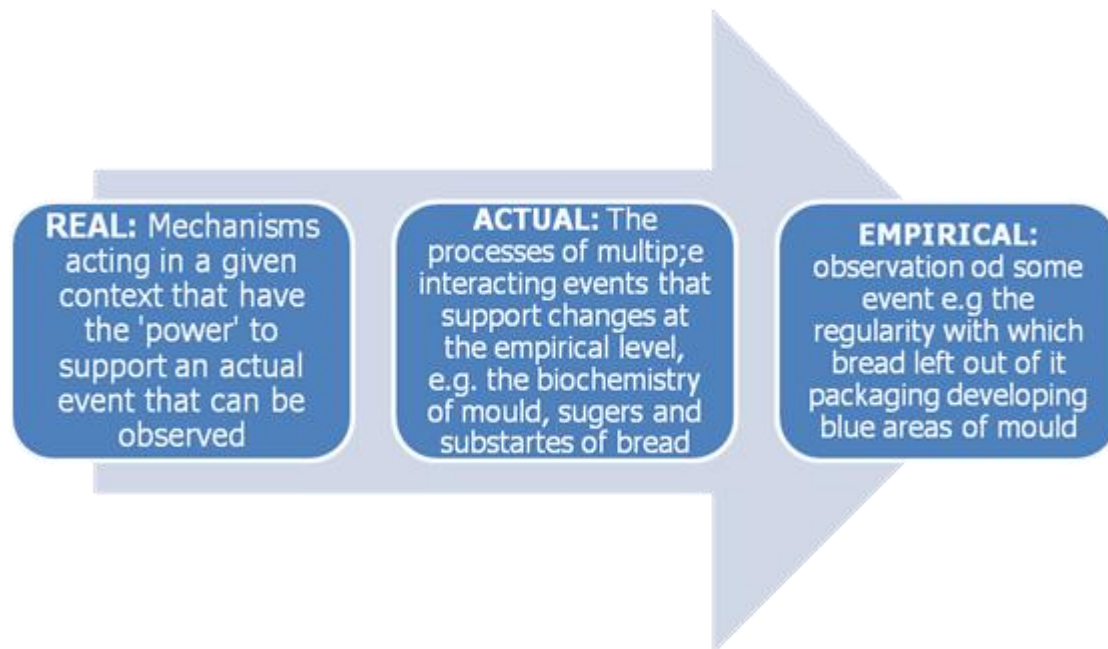 REAL: Mechanisms
acting in a given
context that have
the 'power' to
support an actual
event that can be
observed
ACTUAL: The
processes of multip;e
interacting events that
support changes at
the empirical level,
e.g. the biochemistry
of mould, sugers and
substartes of bread
EMPIRICAL:
observation od some
event e.g the
regularity with which
bread left out of it
packaging developing
blue areas of mould